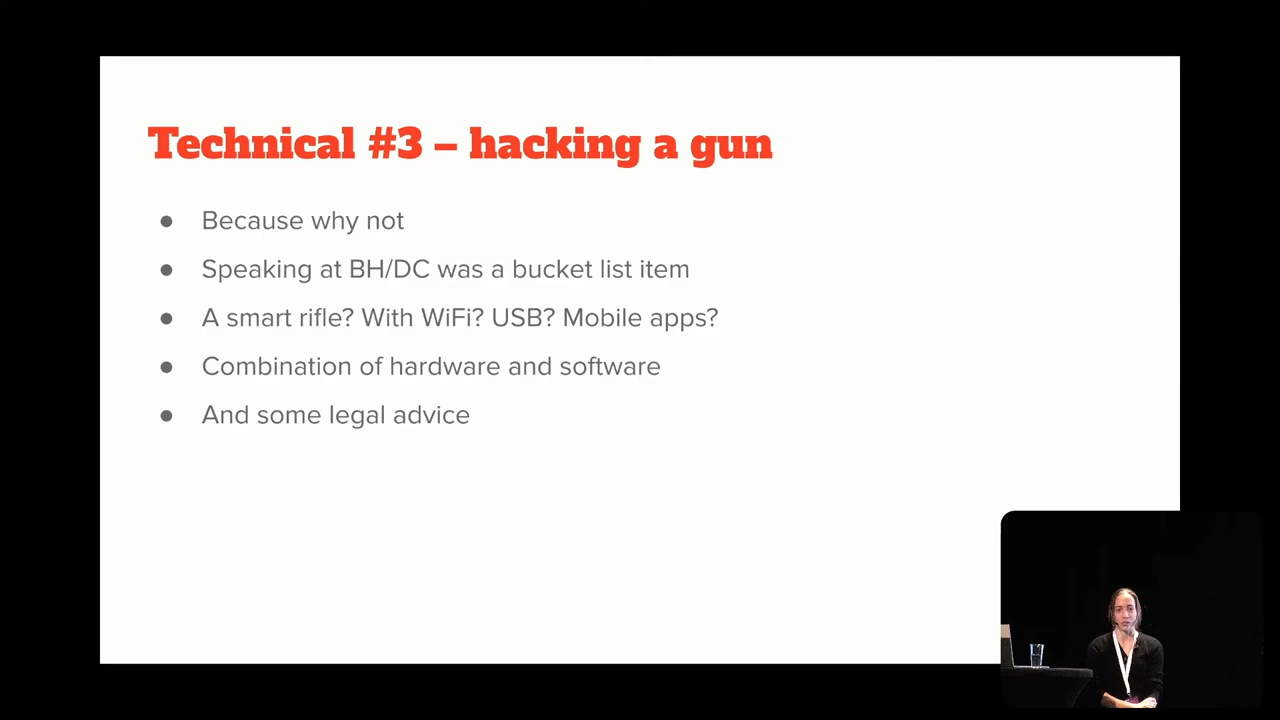 Technical #3 – hacking a gun
● Because why not
● Speaking at BH/DC was a bucket list item
● A smart rifle? With WiFi? USB? Mobile apps?
● Combination of hardware and software
● And some legal advice